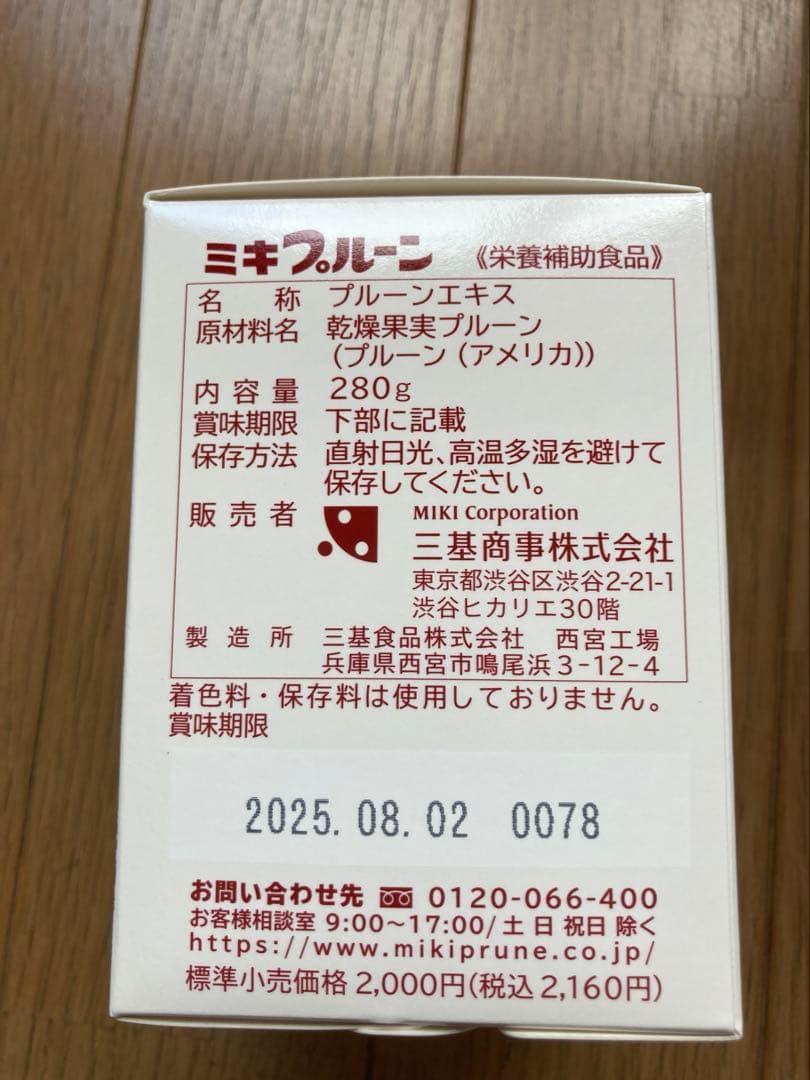 ミキプルーン 《栄養補助食品》
名称 プルーンエキス
原材料名 乾燥果実プルーン
(プルーン(アメリカ))
内容量 280g
賞味期限 下部に記載
保存方法 直射日光、高温多湿を避けて
保存してください。
販売者 MIKI Corporation
三基商事株式会社
東京都渋谷区渋谷2-21-1
渋谷ヒカリエ30階
製造所 三基食品株式会社 西宮工場
兵庫県西宮市鳴尾浜3-12-4
着色料・保存料は使用しておりません。
賞味期限
2025.08.02 0078
お問い合わせ先 0120-066-400
お客様相談室 9:00〜17:00/土 日 祝日 除く
https://www.mikiprune.co.jp/
標準小売価格 2,000円(税込 2,160円)